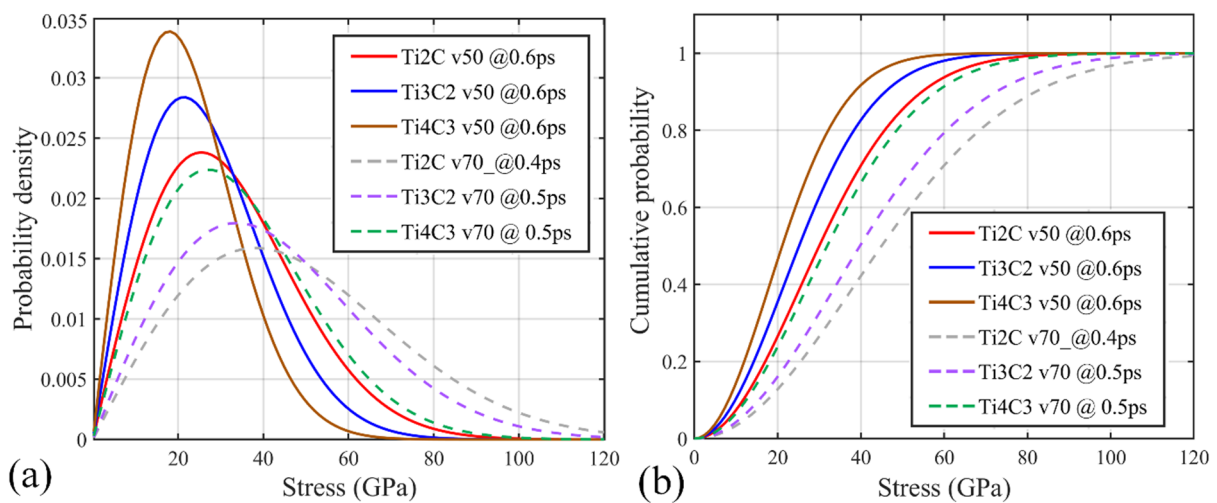 0.035
0.03
0.025
0.02
0.015
0.01
0.005
0
Probability density
20 40 60 80 100 120
Stress (GPa)
Ti2C v50 @0.6ps
Ti3C2 v50 @0.6ps
Ti4C3 v50 @0.6ps
Ti2C v70_@0.4ps
Ti3C2 v70 @0.5ps
Ti4C3 v70 @ 0.5ps
(a)
1
0.8
0.6
0.4
0.2
0
Cumulative probability
0 20 40 60 80 100 120
Stress (GPa)
Ti2C v50 @0.6ps
Ti3C2 v50 @0.6ps
Ti4C3 v50 @0.6ps
Ti2C v70_@0.4ps
Ti3C2 v70 @0.5ps
Ti4C3 v70 @ 0.5ps
(b)